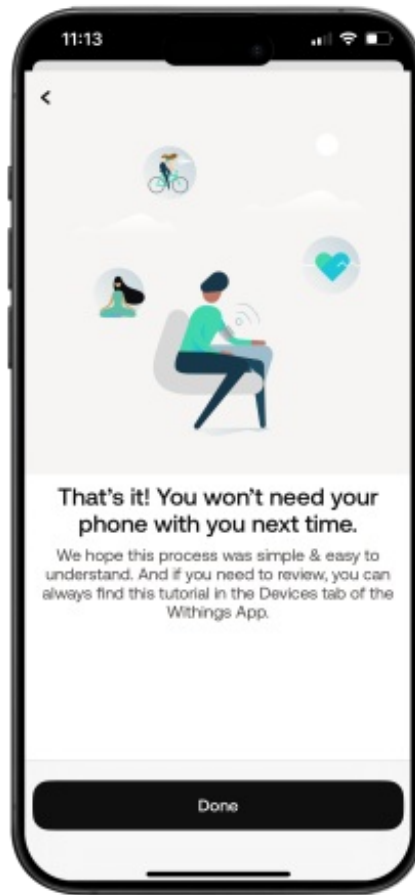 11:13
That's it! You won't need your
phone with you next time.
We hope this process was simple & easy to
understand. And if you need to review, you can
always find this tutorial in the Devices tab of the
Withings App.
Done